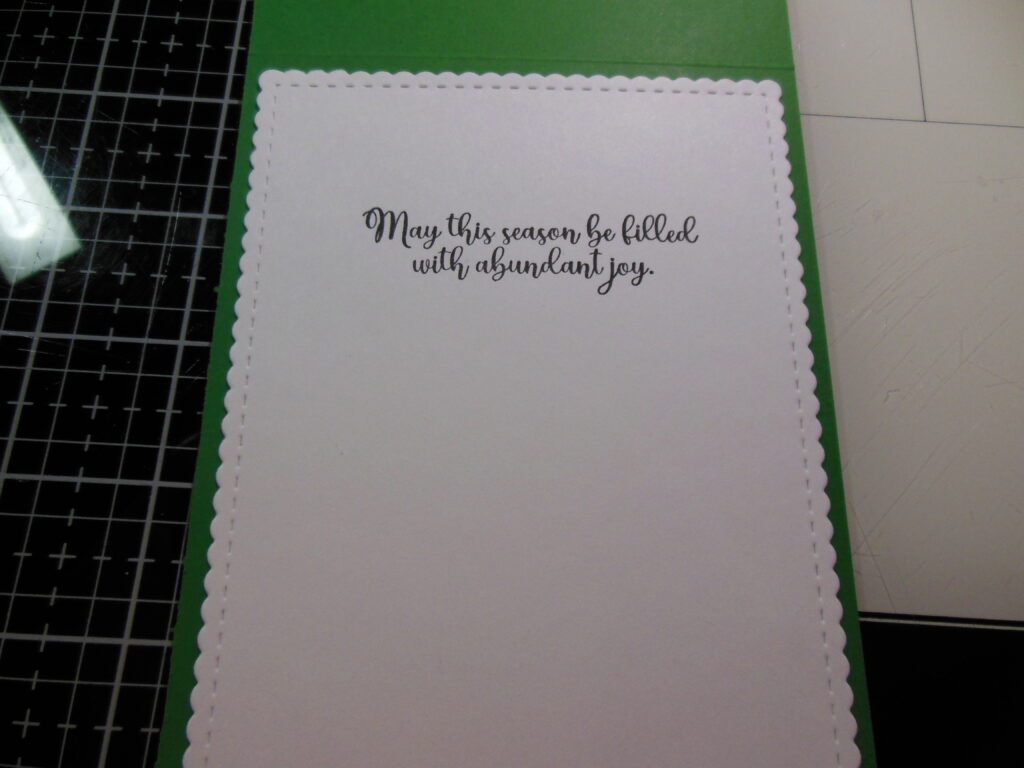 May this season be filled
with abundant joy.